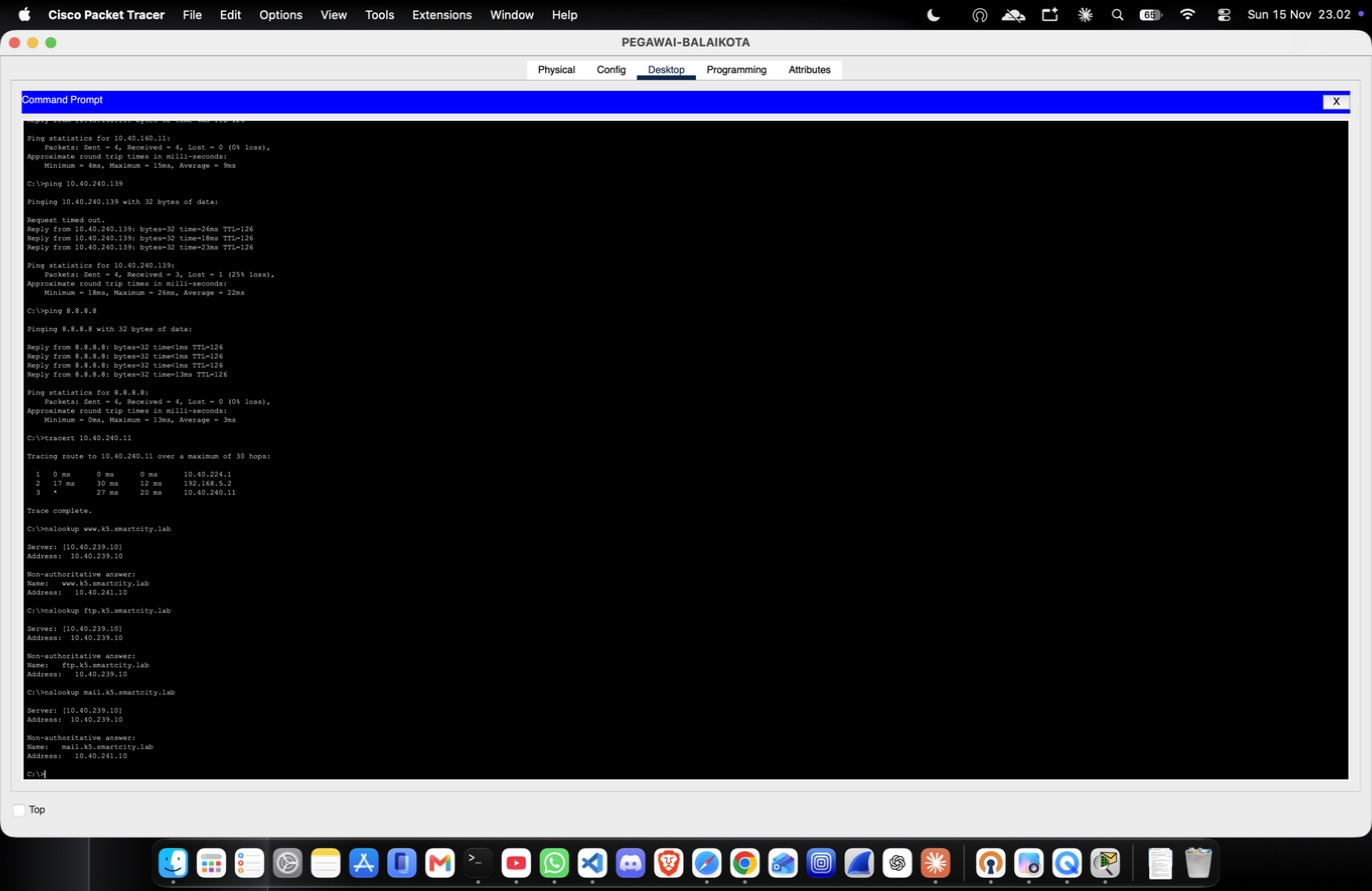 Cisco Packet Tracer File Edit Options View Tools Extensions Window Help 65 Sun 15 Nov 23.02
PEGAWAI-BALAIKOTA
Physical Config Desktop Programming Attributes
Command Prompt X
Ping statistics for 10.40.160.11:
Packets: Sent = 4, Received = 4, Lost = 0 (0% loss),
Approximate round trip times in milli-seconds:
Minimum = 4ms, Maximum = 15ms, Average = 9ms
C:\>ping 10.40.240.139
Pinging 10.40.240.139 with 32 bytes of data:
Request timed out.
Reply from 10.40.240.139: bytes=32 time=26ms TTL=126
Reply from 10.40.240.139: bytes=32 time=18ms TTL=126
Reply from 10.40.240.139: bytes=32 time=23ms TTL=126
Ping statistics for 10.40.240.139:
Packets: Sent = 4, Received = 3, Lost = 1 (25% loss),
Approximate round trip times in milli-seconds:
Minimum = 18ms, Maximum = 26ms, Average = 22ms
C:\>ping 8.8.8.8
Pinging 8.8.8.8 with 32 bytes of data:
Reply from 8.8.8.8: bytes=32 time<1ms TTL=126
Reply from 8.8.8.8: bytes=32 time<1ms TTL=126
Reply from 8.8.8.8: bytes=32 time<1ms TTL=126
Reply from 8.8.8.8: bytes=32 time=13ms TTL=126
Ping statistics for 8.8.8.8:
Packets: Sent = 4, Received = 4, Lost = 0 (0% loss),
Approximate round trip times in milli-seconds:
Minimum = 0ms, Maximum = 13ms, Average = 3ms
C:\>tracert 10.40.240.11
Tracing route to 10.40.240.11 over a maximum of 30 hops:
1 0 ms 0 ms 0 ms 10.40.224.1
2 17 ms 30 ms 12 ms 192.168.5.2
3 * 27 ms 20 ms 10.40.240.11
Trace complete.
C:\>nslookup www.k5.smartcity.lab
Server: [10.40.239.10]
Address: 10.40.239.10
Non-authoritative answer:
Name: www.k5.smartcity.lab
Address: 10.40.241.10
C:\>nslookup ftp.k5.smartcity.lab
Server: [10.40.239.10]
Address: 10.40.239.10
Non-authoritative answer:
Name: ftp.k5.smartcity.lab
Address: 10.40.239.10
C:\>nslookup mail.k5.smartcity.lab
Server: [10.40.239.10]
Address: 10.40.239.10
Non-authoritative answer:
Name: mail.k5.smartcity.lab
Address: 10.40.241.10
C:\>
Top